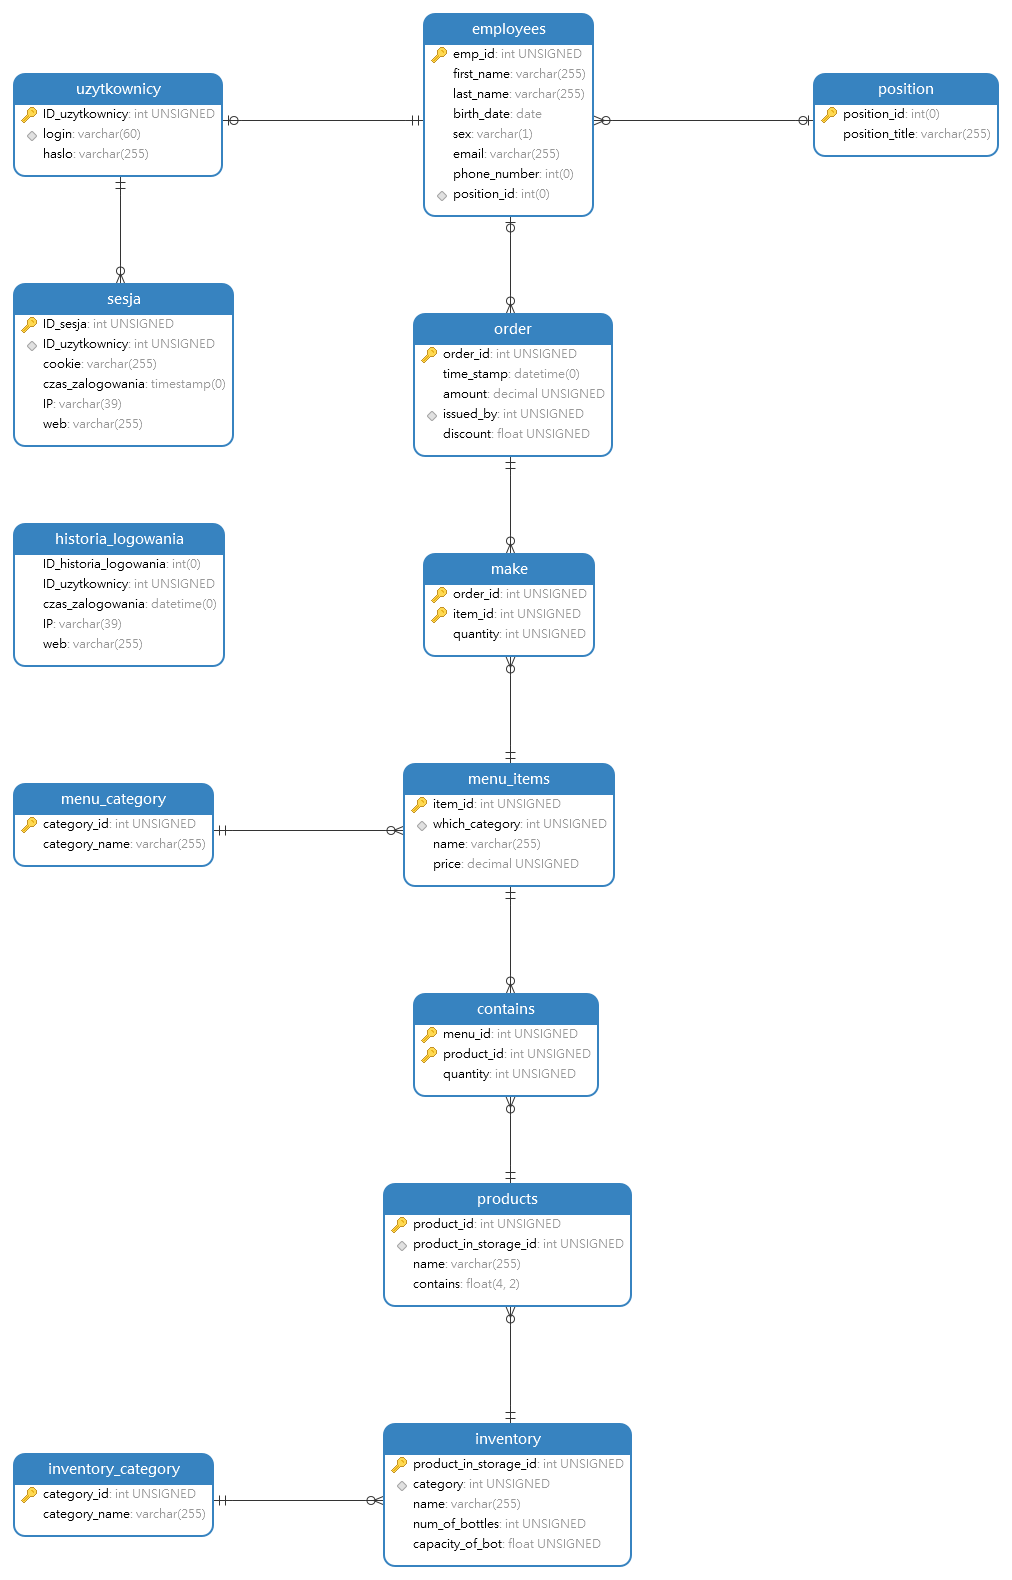 employees
emp_id: int UNSIGNED
first_name: varchar(255)
last_name: varchar(255)
birth_date: date
sex: varchar(1)
email: varchar(255)
phone_number: int(0)
position_id: int(0)
uzytkownicy
ID_uzytkownicy: int UNSIGNED
login: varchar(60)
haslo: varchar(255)
position
position_id: int(0)
position_title: varchar(255)
sesja
ID_sesja: int UNSIGNED
ID_uzytkownicy: int UNSIGNED
cookie: varchar(255)
czas_zalogowania: timestamp(0)
IP: varchar(39)
web: varchar(255)
order
order_id: int UNSIGNED
time_stamp: datetime(0)
amount: decimal UNSIGNED
issued_by: int UNSIGNED
discount: float UNSIGNED
historia_logowania
ID_historia_logowania: int(0)
ID_uzytkownicy: int UNSIGNED
czas_zalogowania: datetime(0)
IP: varchar(39)
web: varchar(255)
make
order_id: int UNSIGNED
item_id: int UNSIGNED
quantity: int UNSIGNED
menu_category
category_id: int UNSIGNED
category_name: varchar(255)
menu_items
item_id: int UNSIGNED
which_category: int UNSIGNED
name: varchar(255)
price: decimal UNSIGNED
contains
menu_id: int UNSIGNED
product_id: int UNSIGNED
quantity: int UNSIGNED
products
product_id: int UNSIGNED
product_in_storage_id: int UNSIGNED
name: varchar(255)
contains: float(4, 2)
inventory_category
category_id: int UNSIGNED
category_name: varchar(255)
inventory
product_in_storage_id: int UNSIGNED
category: int UNSIGNED
name: varchar(255)
num_of_bottles: int UNSIGNED
capacity_of_bot: float UNSIGNED